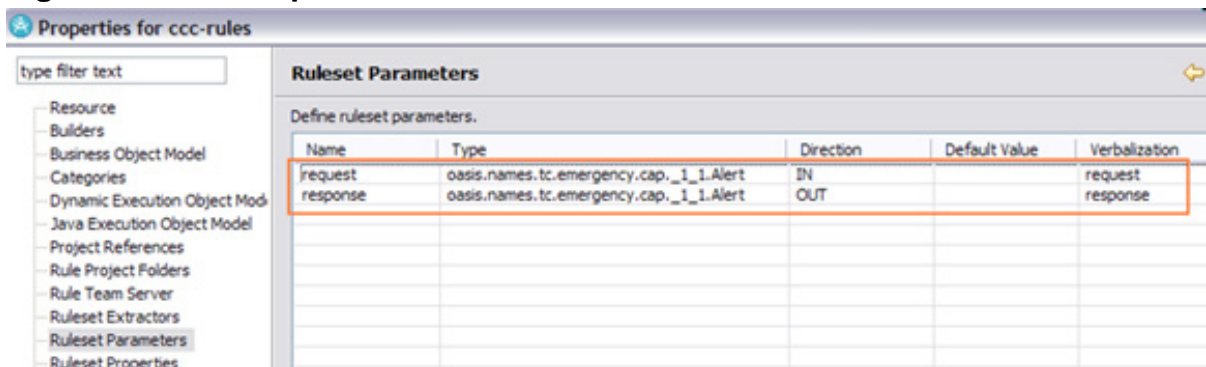 Properties for ccc-rules
type filter text
Resource
Builders
Business Object Model
Categories
Dynamic Execution Object Mod
Java Execution Object Model
Project References
Rule Project Folders
Rule Team Server
Ruleset Extractors
Ruleset Parameters
Ruleset Properties
Ruleset Parameters
Define ruleset parameters.
Name Type Direction Default Value Verbalization
request oasis.names.tc.emergency.cap._1_1.Alert IN request
response oasis.names.tc.emergency.cap._1_1.Alert OUT response